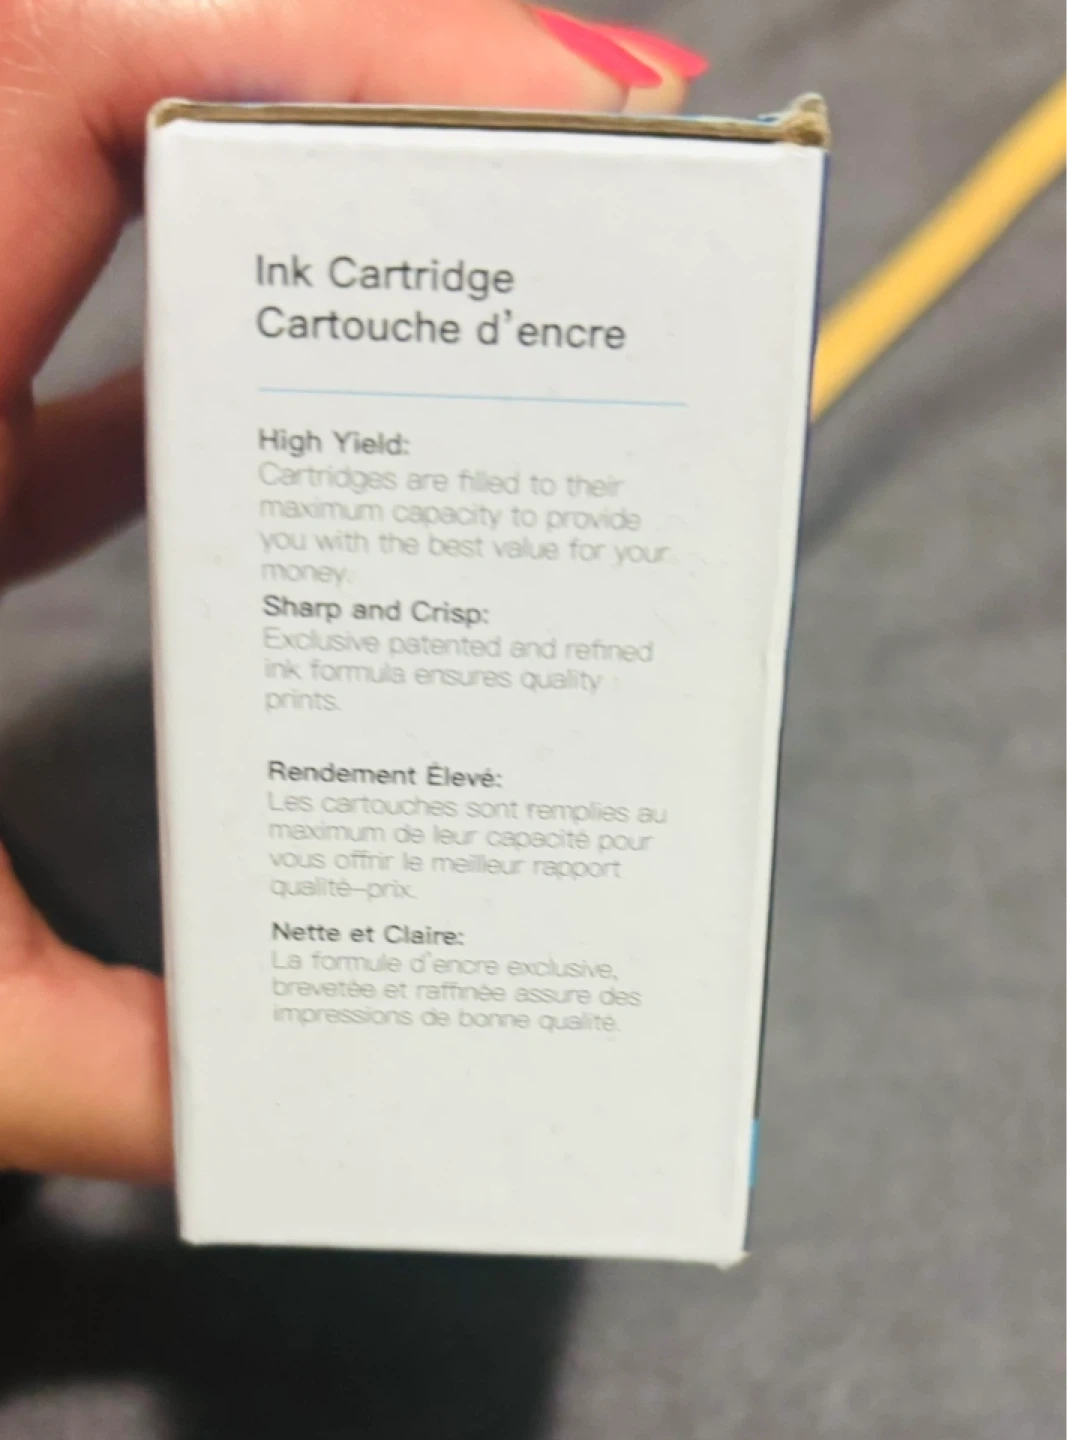 Ink Cartridge
Cartouche d'encre
High Yield:
Cartridges are filled to their
maximum capacity to provide
you with the best value for your
money.
Sharp and Crisp:
Exclusive patented and refined
ink formula ensures quality
prints.
Rendement Élevé:
Les cartouches sont remplies au
maximum de leur capacité pour
vous offrir le meilleur rapport
qualité-prix.
Nette et Claire:
La formule d'encre exclusive,
brevetée et raffinée assure des
impressions de bonne qualité.